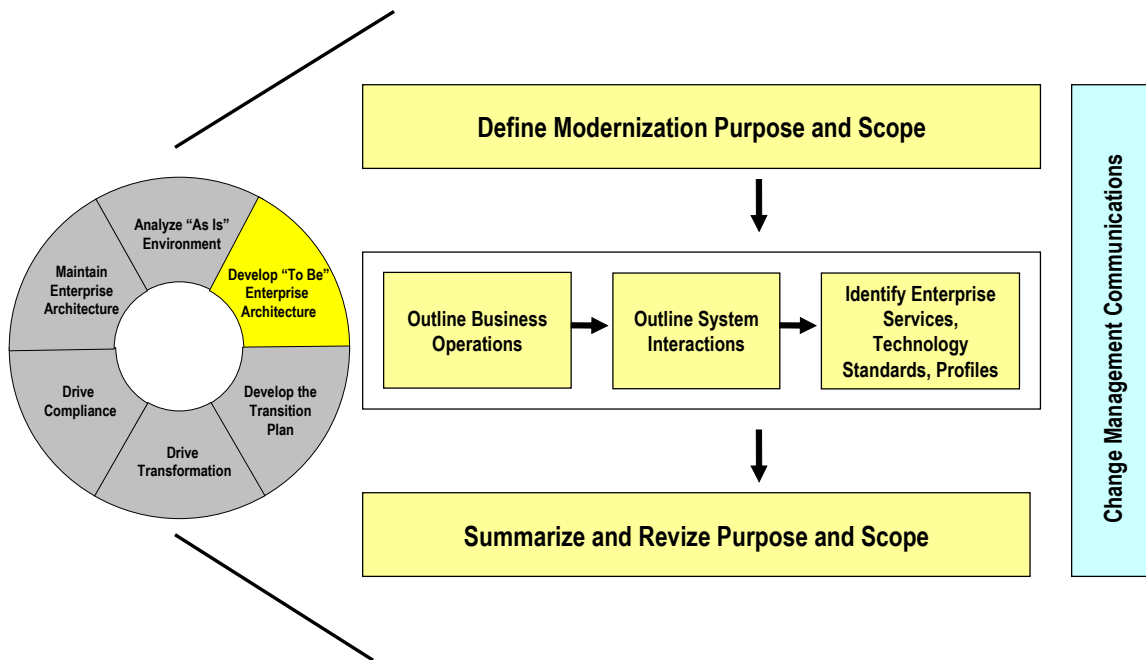 Analyze “As Is”
Environment
Develop “To Be”
Enterprise
Architecture
Develop the
Transition
Plan
Drive
Transformation
Drive
Compliance
Maintain
Enterprise
Architecture
Define Modernization Purpose and Scope
Outline Business
Operations
Outline System
Interactions
Identify Enterprise
Services,
Technology
Standards, Profiles
Summarize and Revize Purpose and Scope
Change Management Communications